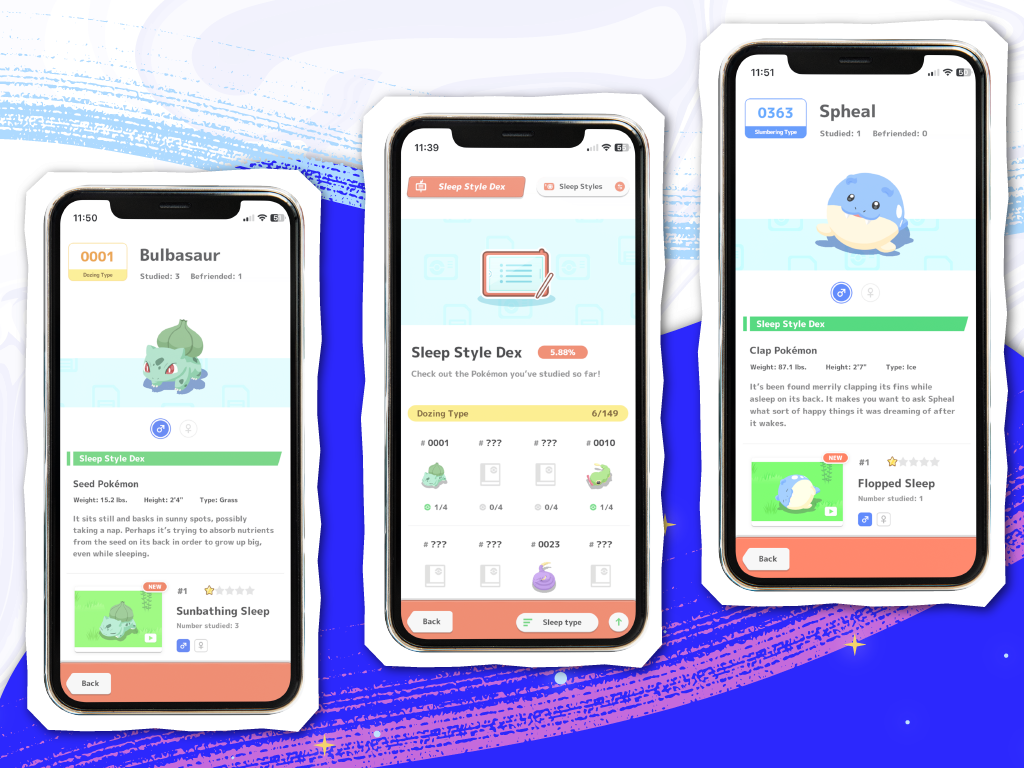 11:50
0001
Dozing Type
Bulbasaur
Studied: 3 Befriended: 1
Sleep Style Dex
Seed Pokémon
Weight: 15.2 lbs. Height: 2'4" Type: Grass
It sits still and basks in sunny spots, possibly
taking a nap. Perhaps it's trying to absorb nutrients
from the seed on its back in order to grow up big,
even while sleeping.
NEW
#1
Sunbathing Sleep
Number studied: 3
Back
11:39
Sleep Style Dex
Sleep Styles
Sleep Style Dex
5.88%
Check out the Pokémon you've studied so far!
Dozing Type 6/149
# 0001 # ??? # ??? # 0010
1/4 0/4 0/4 1/4
# ??? # ??? # 0023 # ???
Back
Sleep type
11:51
0363
Slumbering Type
Spheal
Studied: 1 Befriended: 0
Sleep Style Dex
Clap Pokémon
Weight: 87.1 lbs. Height: 2'7" Type: Ice
It's been found merrily clapping its fins while
asleep on its back. It makes you want to ask Spheal
what sort of happy things it was dreaming of after
it wakes.
NEW
#1
Flopped Sleep
Number studied: 1
Back